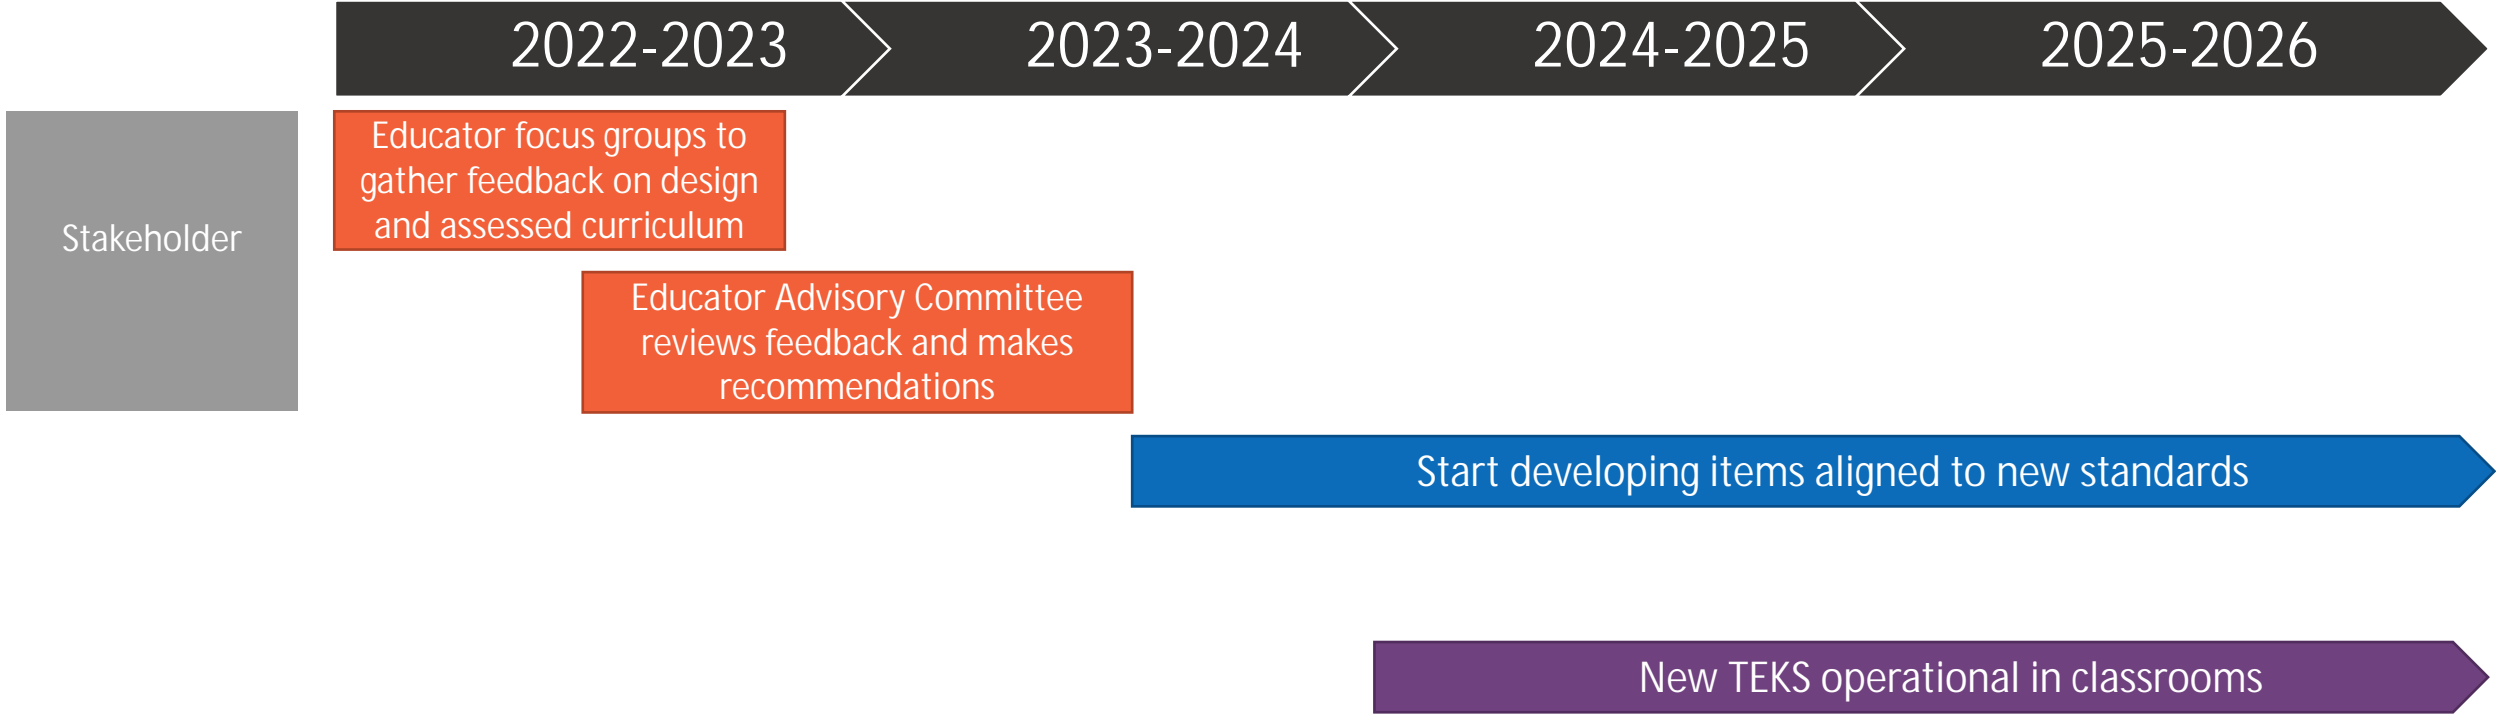 2022-2023
2023-2024
2024-2025
2025-2026
Stakeholder
Educator focus groups to
gather feedback on design
and assessed curriculum
Educator Advisory Committee
reviews feedback and makes
recommendations
Start developing items aligned to new standards
New TEKS operational in classrooms